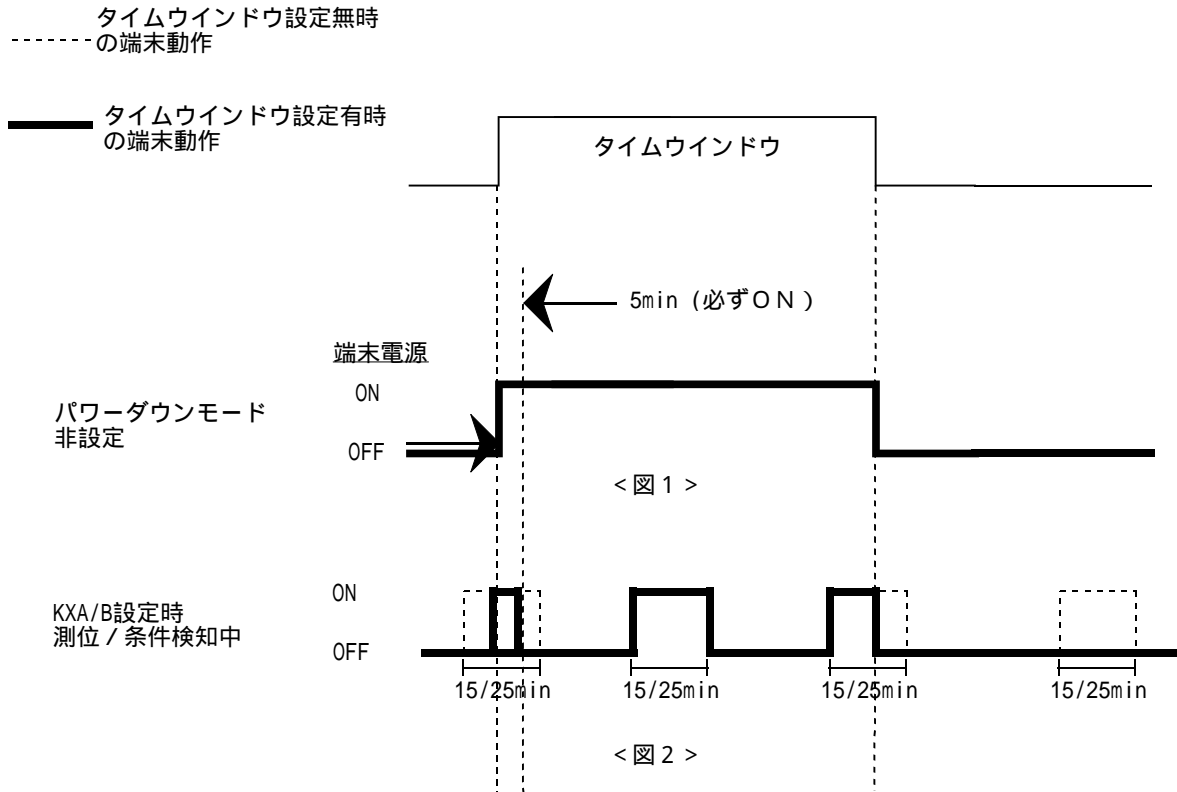 タイムウインドウ設定無時
の端末動作
タイムウインドウ設定有時
の端末動作
タイムウインドウ
5min (必ずＯＮ)
端末電源
ON
パワーダウンモード
非設定
OFF
<図1>
ON
KXA/B設定時
測位/条件検知中
OFF
15/25min
15/25min
15/25min
15/25min
<図2>